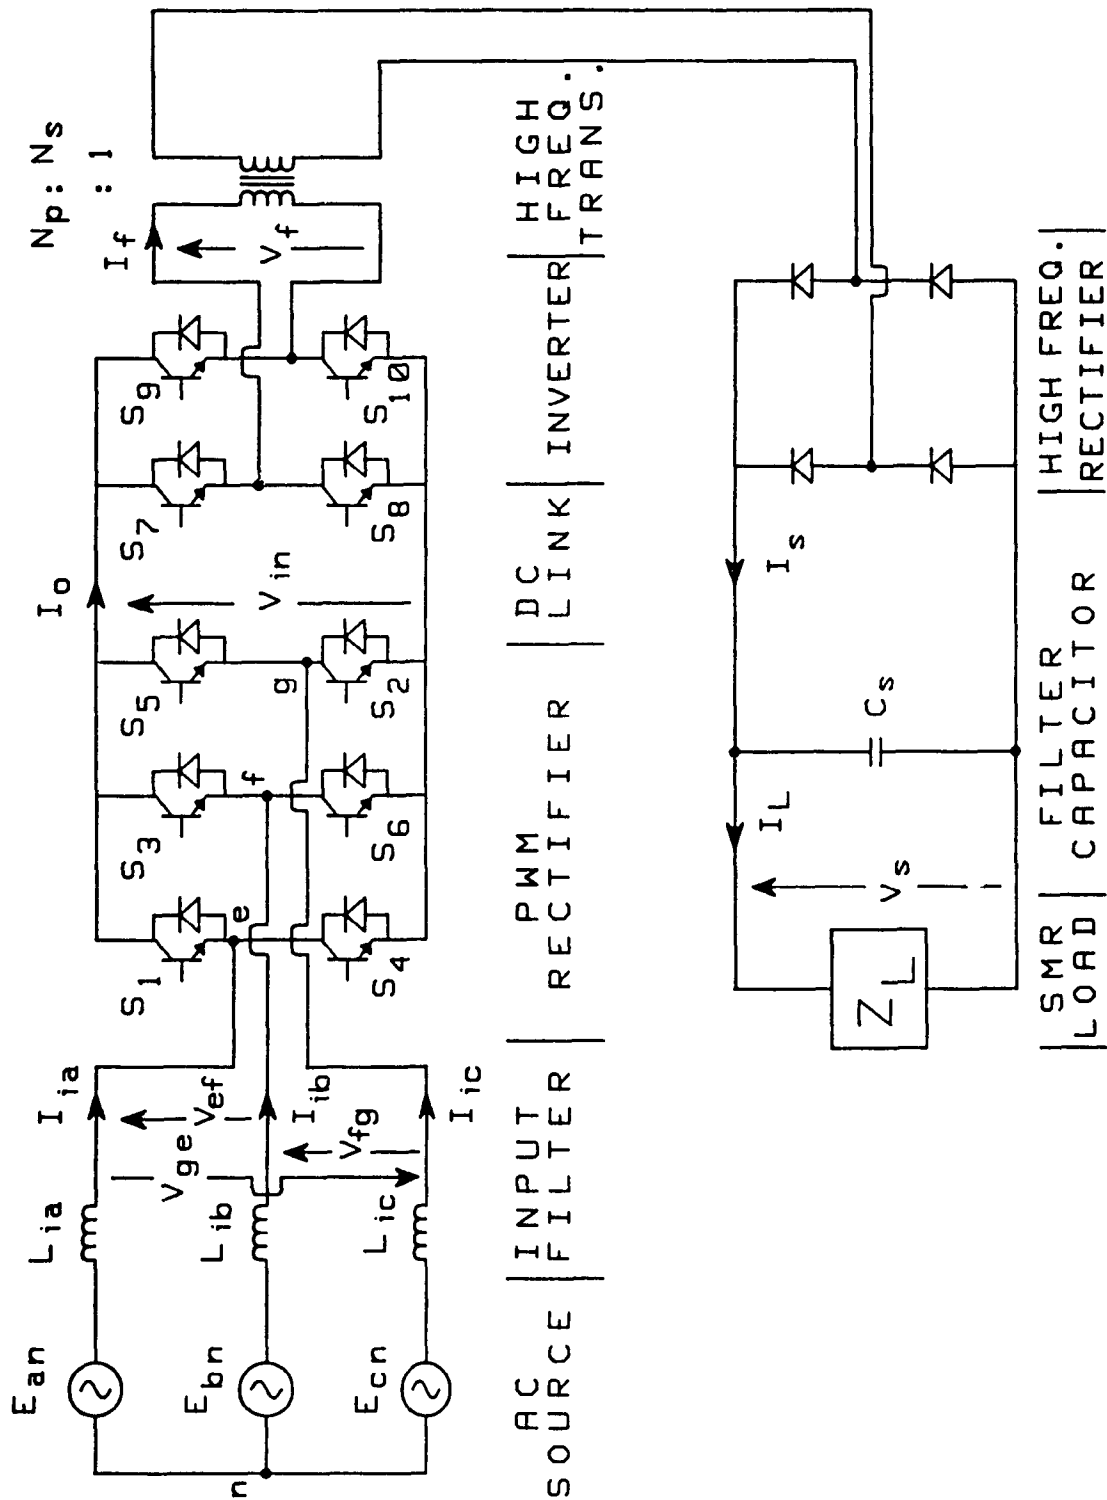 Np : Ns
: 1
Ean
Lia
Iia
Vge
Vef
Ebn
Lib
Iib
Vfg
Ecn
Lic
Iic
n
Io
S1
S3
S5
S7
S9
e
f
g
Vin
S4
S6
S2
S8
S10
If
Vf
AC SOURCE
INPUT FILTER
PWM RECTIFIER
DC LINK
INVERTER
HIGH FREQ. TRANS.
ZL
Vs
IL
Cs
Is
SMR LOAD
FILTER CAPACITOR
HIGH FREQ. RECTIFIER